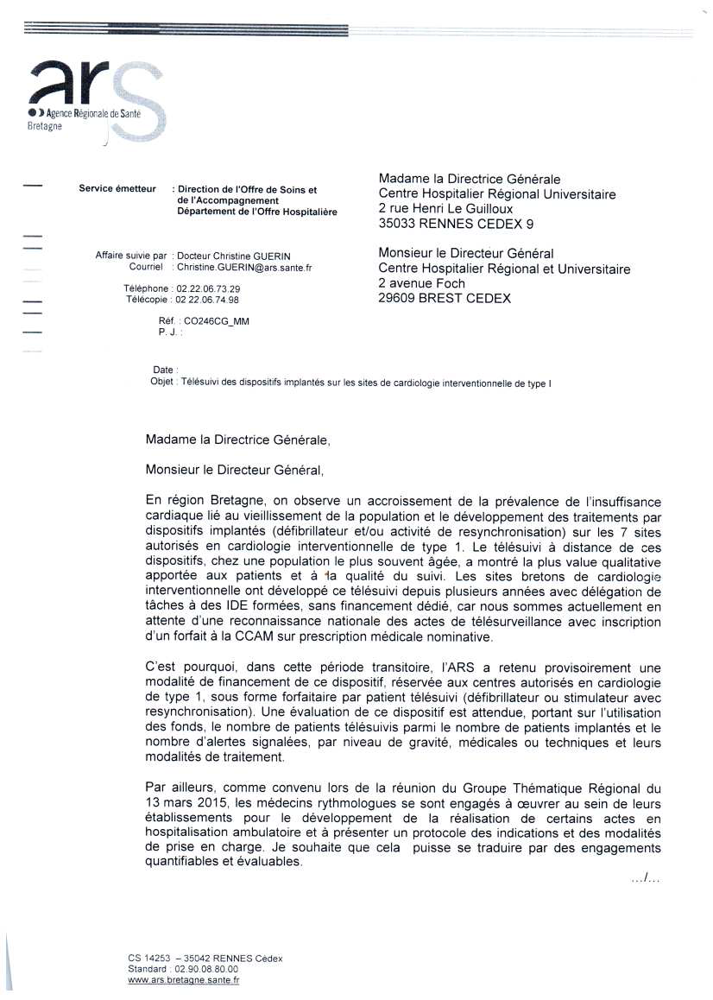 ars
Agence Régionale de Santé
Bretagne
Service émetteur : Direction de l'Offre de Soins et
de l'Accompagnement
Département de l'Offre Hospitalière
Affaire suivie par : Docteur Christine GUERIN
Courriel : Christine.GUERIN@ars.sante.fr
Téléphone : 02.22.06.73.29
Télécopie : 02 22.06.74.98
Réf. : CO246CG_MM
P. J. :
Madame la Directrice Générale
Centre Hospitalier Régional Universitaire
2 rue Henri Le Guilloux
35033 RENNES CEDEX 9
Monsieur le Directeur Général
Centre Hospitalier Régional et Universitaire
2 avenue Foch
29609 BREST CEDEX
Date :
Objet : Télésuivi des dispositifs implantés sur les sites de cardiologie interventionnelle de type I
Madame la Directrice Générale,
Monsieur le Directeur Général,
En région Bretagne, on observe un accroissement de la prévalence de l'insuffisance
cardiaque lié au vieillissement de la population et le développement des traitements par
dispositifs implantés (défibrillateur et/ou activité de resynchronisation) sur les 7 sites
autorisés en cardiologie interventionnelle de type 1. Le télésuivi à distance de ces
dispositifs, chez une population le plus souvent âgée, a montré la plus value qualitative
apportée aux patients et à la qualité du suivi. Les sites bretons de cardiologie
interventionnelle ont développé ce télésuivi depuis plusieurs années avec délégation de
tâches à des IDE formées, sans financement dédié, car nous sommes actuellement en
attente d'une reconnaissance nationale des actes de télésurveillance avec inscription
d'un forfait à la CCAM sur prescription médicale nominative.
C'est pourquoi, dans cette période transitoire, l'ARS a retenu provisoirement une
modalité de financement de ce dispositif, réservée aux centres autorisés en cardiologie
de type 1, sous forme forfaitaire par patient télésuivi (défibrillateur ou stimulateur avec
resynchronisation). Une évaluation de ce dispositif est attendue, portant sur l'utilisation
des fonds, le nombre de patients télésuivis parmi le nombre de patients implantés et le
nombre d'alertes signalées, par niveau de gravité, médicales ou techniques et leurs
modalités de traitement.
Par ailleurs, comme convenu lors de la réunion du Groupe Thématique Régional du
13 mars 2015, les médecins rythmologues se sont engagés à œuvrer au sein de leurs
établissements pour le développement de la réalisation de certains actes en
hospitalisation ambulatoire et à présenter un protocole des indications et des modalités
de prise en charge. Je souhaite que cela puisse se traduire par des engagements
quantifiables et évaluables.
.../...
CS 14253 – 35042 RENNES Cédex
Standard : 02.90.08.80.00
www.ars.bretagne.sante.fr